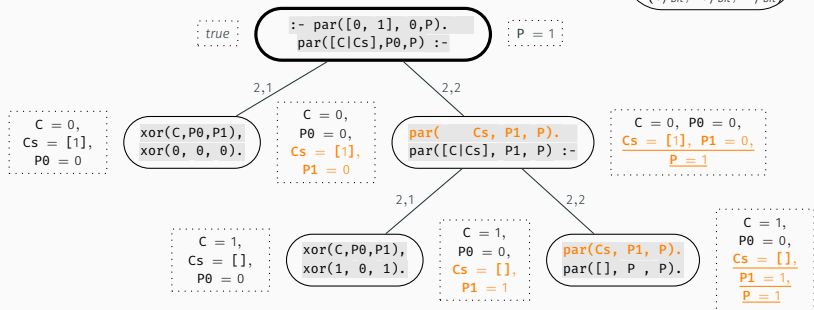 true
:- par([0, 1], 0,P).
par([C|Cs],P0,P) :-
P = 1
2,1
2,2
C = 0,
Cs = [1],
P0 = 0
xor(C,P0,P1),
xor(0, 0, 0).
C = 0,
P0 = 0,
Cs = [1],
P1 = 0
par( Cs, P1, P).
par([C|Cs], P1, P) :-
C = 0, P0 = 0,
Cs = [1], P1 = 0,
P = 1
2,1
2,2
C = 1,
Cs = [],
P0 = 0
xor(C,P0,P1),
xor(1, 0, 1).
C = 1,
P0 = 0,
Cs = [],
P1 = 1
par(Cs, P1, P).
par([], P , P).
C = 1,
P0 = 0,
Cs = [],
P1 = 1,
P = 1